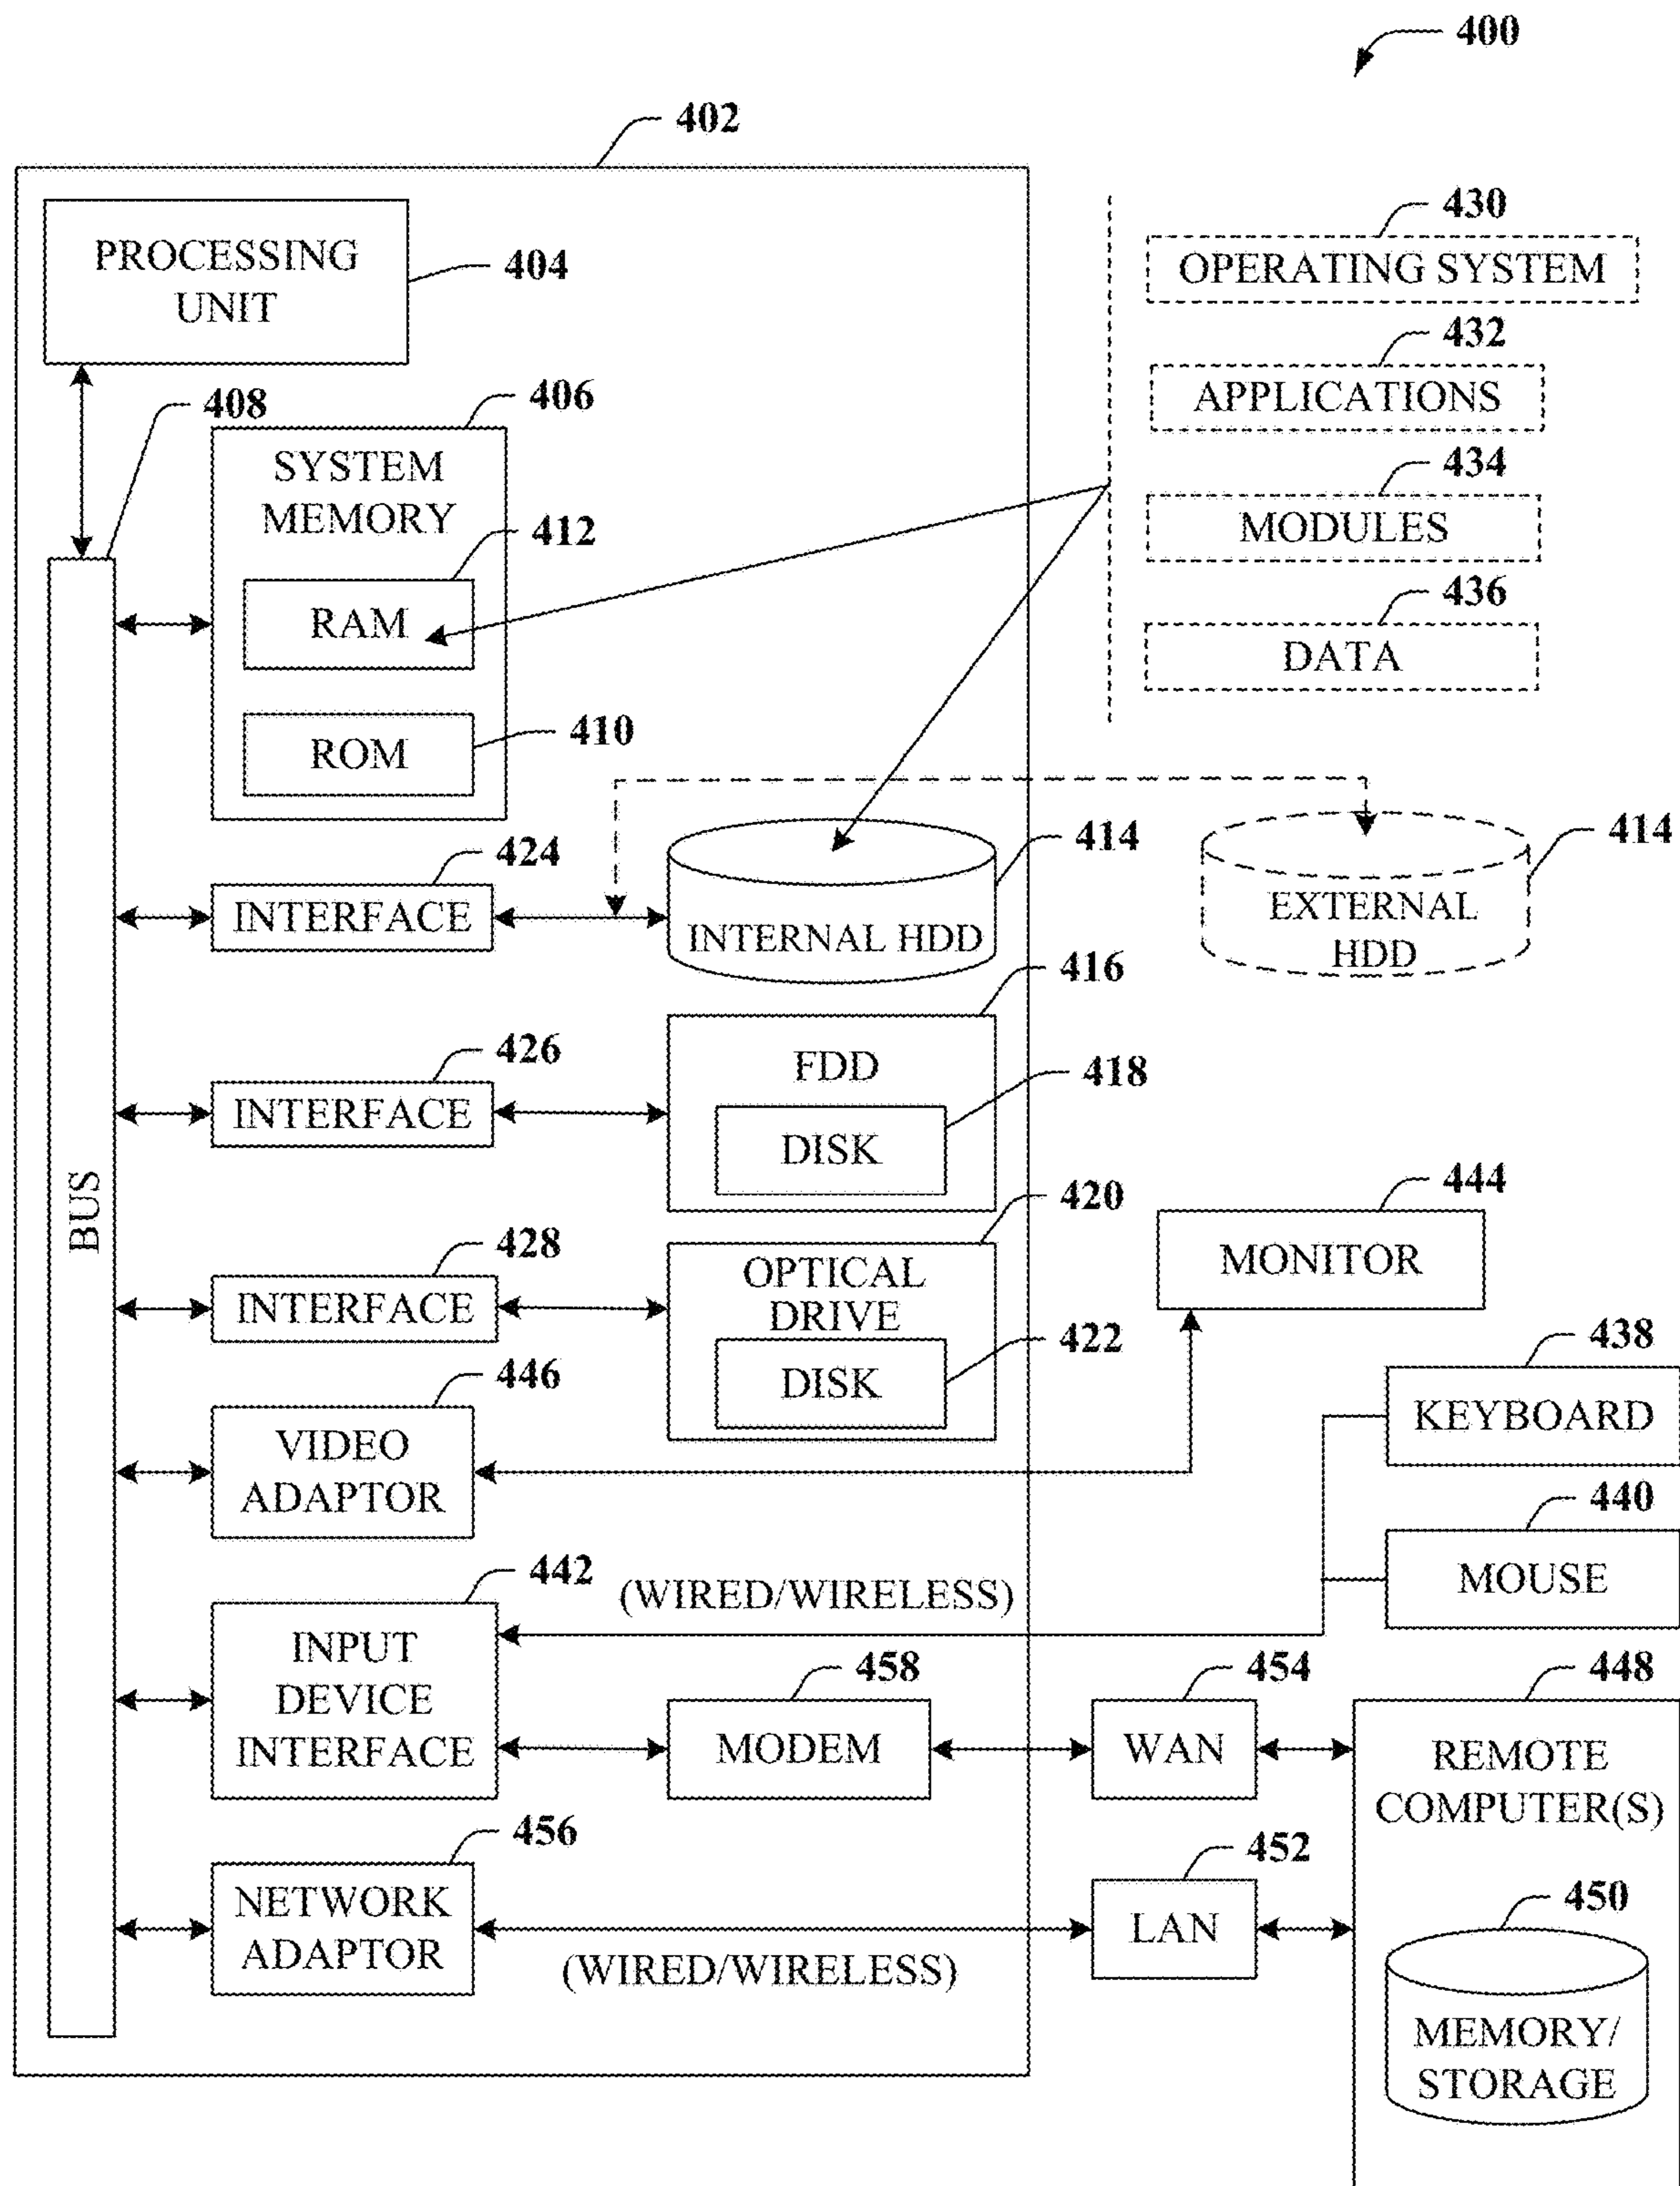 400
402
PROCESSING
UNIT
404
430
OPERATING SYSTEM
432
APPLICATIONS
434
MODULES
436
DATA
408
406
SYSTEM
MEMORY
412
RAM
410
ROM
424
INTERFACE
414
INTERNAL HDD
414
EXTERNAL
HDD
416
FDD
418
DISK
426
INTERFACE
BUS
420
OPTICAL
DRIVE
422
DISK
428
INTERFACE
444
MONITOR
446
VIDEO
ADAPTOR
438
KEYBOARD
440
MOUSE
442
INPUT
DEVICE
INTERFACE
(WIRED/WIRELESS)
458
MODEM
454
WAN
448
REMOTE
COMPUTER(S)
456
NETWORK
ADAPTOR
(WIRED/WIRELESS)
452
LAN
450
MEMORY/
STORAGE